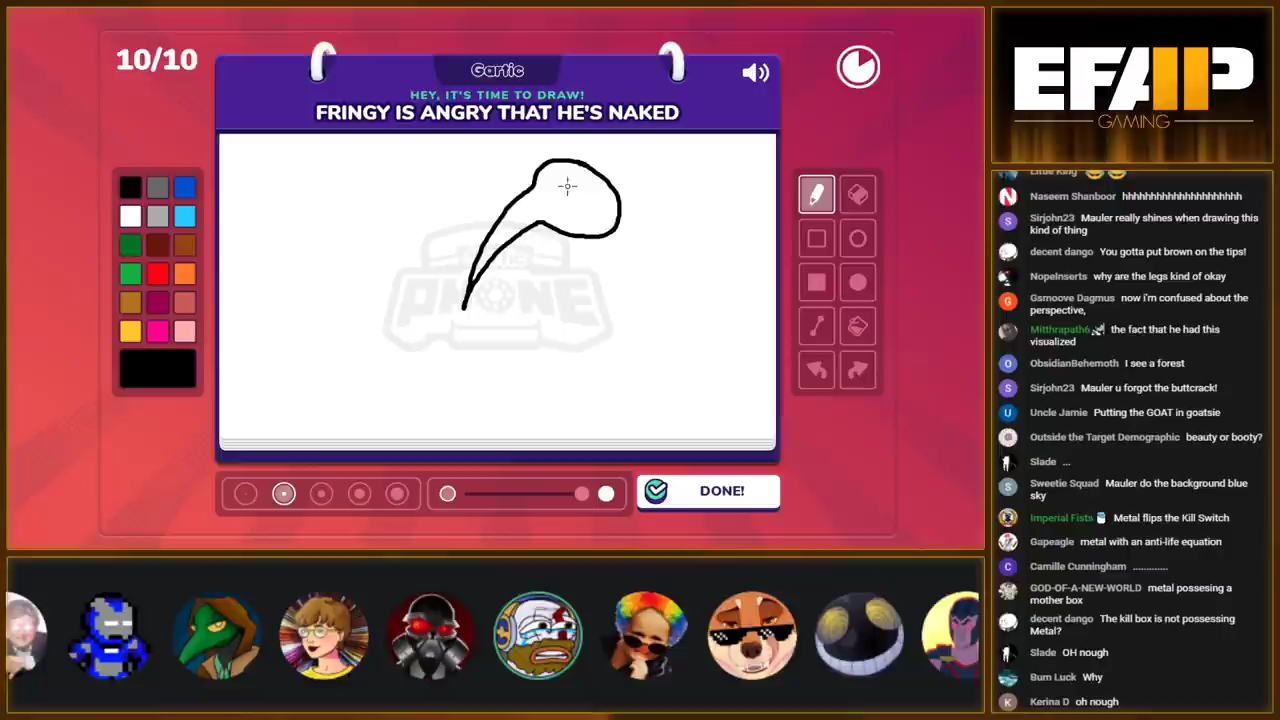 10/10
Gartic
HEY, IT'S TIME TO DRAW!
FRINGY IS ANGRY THAT HE'S NAKED
PHONE
DONE!
EFAP
GAMING
Little King
Naseem Shanboor hhhhhhhhhhhhhhhhhhhh
Sirjohn23 Mauler really shines when drawing this
kind of thing
decent dango You gotta put brown on the tips!
NopeInserts why are the legs kind of okay
Gsmoove Dagmus now i'm confused about the
perspective,
Mitthrapath6 the fact that he had this
visualized
ObsidianBehemoth I see a forest
Sirjohn23 Mauler u forgot the buttcrack!
Uncle Jamie Putting the GOAT in goatsie
Outside the Target Demographic beauty or booty?
Slade ...
Sweetie Squad Mauler do the background blue
sky
Imperial Fists Metal flips the Kill Switch
Gapeagle metal with an anti-life equation
Camille Cunningham .............
GOD-OF-A-NEW-WORLD metal possesing a
mother box
decent dango The kill box is not possessing
Metal?
Slade OH nough
Bum Luck Why
Kerina D oh nough